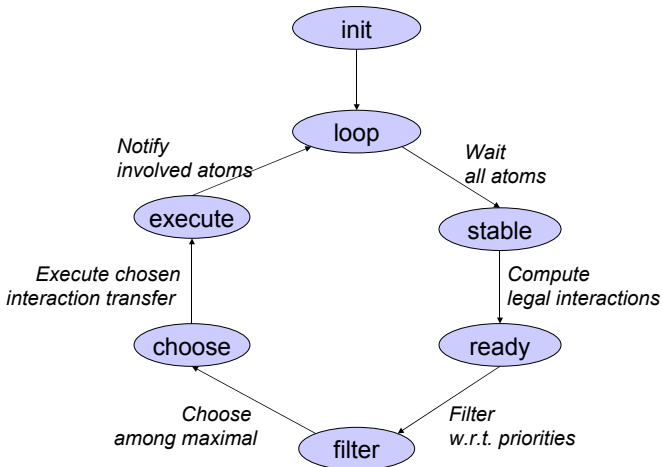 init
loop
Notify
involved atoms
Wait
all atoms
execute
stable
Execute chosen
interaction transfer
Compute
legal interactions
choose
ready
Choose
among maximal
Filter
w.r.t. priorities
filter